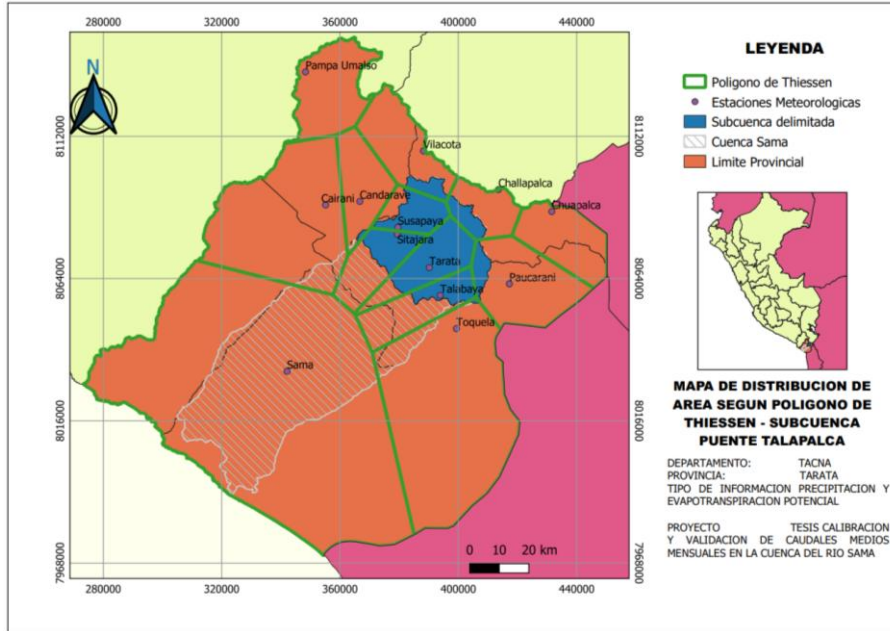 280000 320000 360000 400000 440000
N
8112000
8064000
8016000
7968000
Pampa Umalso
Vilacota
Challapalca
Cairani
Candarave
Chuapalca
Susapaya
Sitajara
Tarata
Paucarani
Talabaya
Toquela
Sama
8112000
8064000
8016000
7968000
0 10 20 km
280000 320000 360000 400000 440000
LEYENDA
Poligono de Thiessen
Estaciones Meteorologicas
Subcuenca delimitada
Cuenca Sama
Limite Provincial
MAPA DE DISTRIBUCION DE
AREA SEGUN POLIGONO DE
THIESSEN - SUBCUENCA
PUENTE TALAPALCA
DEPARTAMENTO: TACNA
PROVINCIA: TARATA
TIPO DE INFORMACION PRECIPITACION Y
EVAPOTRANSPIRACION POTENCIAL
PROYECTO TESIS CALIBRACION
Y VALIDACION DE CAUDALES MEDIOS
MENSUALES EN LA CUENCA DEL RIO SAMA